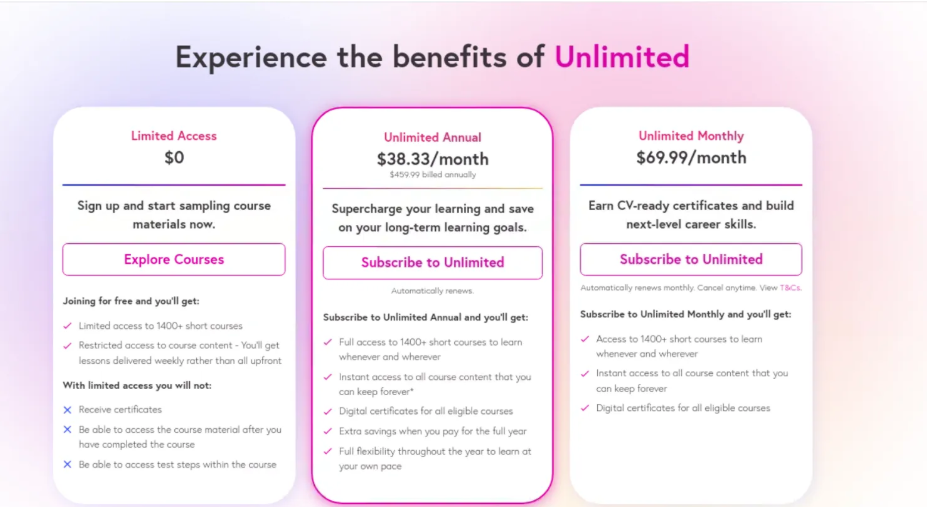 Experience the benefits of Unlimited
Limited Access
$0
Sign up and start sampling course
materials now.
Explore Courses
Joining for free and you'll get:
Limited access to 1400+ short courses
Restricted access to course content - You'll get
lessons delivered weekly rather than all upfront
With limited access you will not:
Receive certificates
Be able to access the course material after you
have completed the course
Be able to access test steps within the course
Unlimited Annual
$38.33/month
$459.99 billed annually
Supercharge your learning and save
on your long-term learning goals.
Subscribe to Unlimited
Automatically renews.
Subscribe to Unlimited Annual and you'll get:
Full access to 1400+ short courses to learn
whenever and wherever
Instant access to all course content that you
can keep forever*
Digital certificates for all eligible courses
Extra savings when you pay for the full year
Full flexibility throughout the year to learn at
your own pace
Unlimited Monthly
$69.99/month
Earn CV-ready certificates and build
next-level career skills.
Subscribe to Unlimited
Automatically renews monthly. Cancel anytime. View T&Cs.
Subscribe to Unlimited Monthly and you'll get:
Access to 1400+ short courses to learn
whenever and wherever
Instant access to all course content that you
can keep forever
Digital certificates for all eligible courses